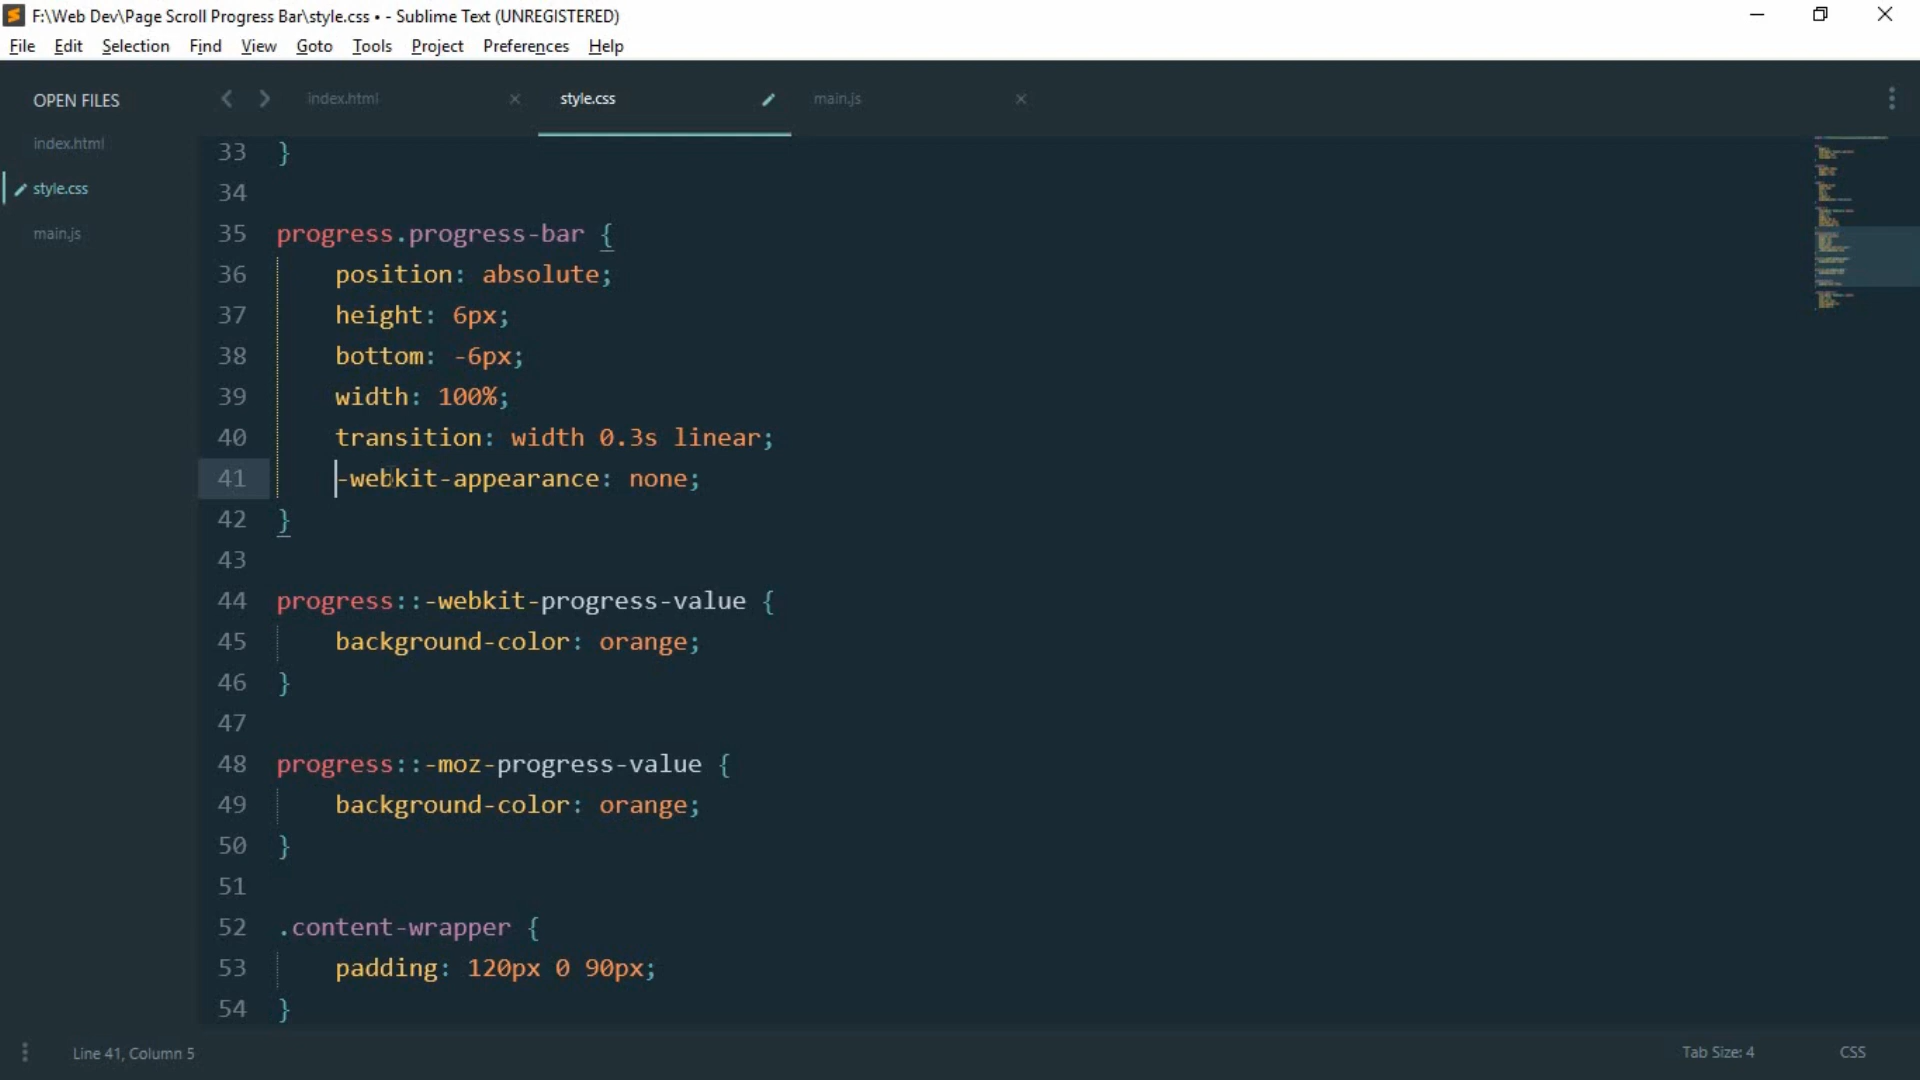 F:\Web Dev\Page Scroll Progress Bar\style.css • - Sublime Text (UNREGISTERED)
File Edit Selection Find View Goto Tools Project Preferences Help
OPEN FILES
index.html
style.css
main.js
index.html
style.css
main.js
33 }
34
35 progress.progress-bar {
36 position: absolute;
37 height: 6px;
38 bottom: -6px;
39 width: 100%;
40 transition: width 0.3s linear;
41 -webkit-appearance: none;
42 }
43
44 progress::-webkit-progress-value {
45 background-color: orange;
46 }
47
48 progress::-moz-progress-value {
49 background-color: orange;
50 }
51
52 .content-wrapper {
53 padding: 120px 0 90px;
54 }
Line 41, Column 5
Tab Size: 4
CSS